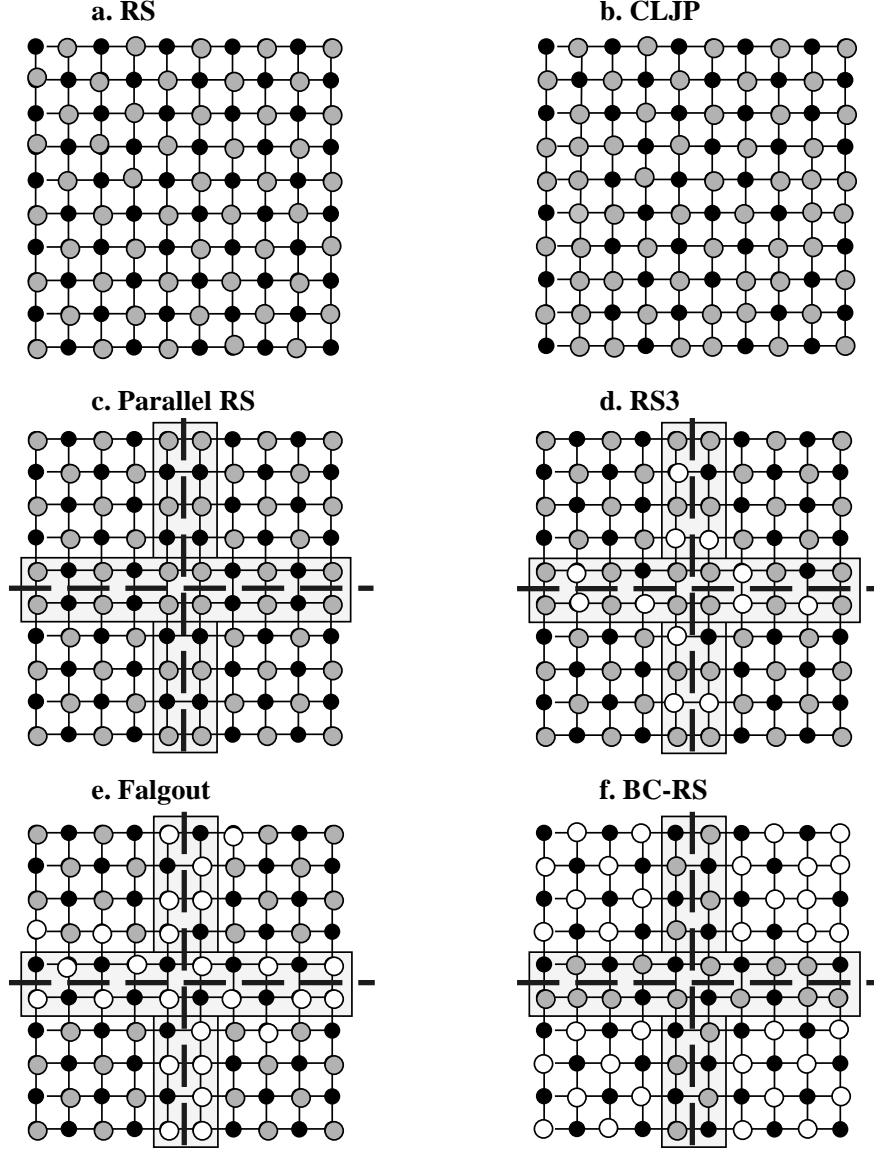 a. RS
b. CLJP
c. Parallel RS
d. RS3
e. Falgout
f. BC-RS